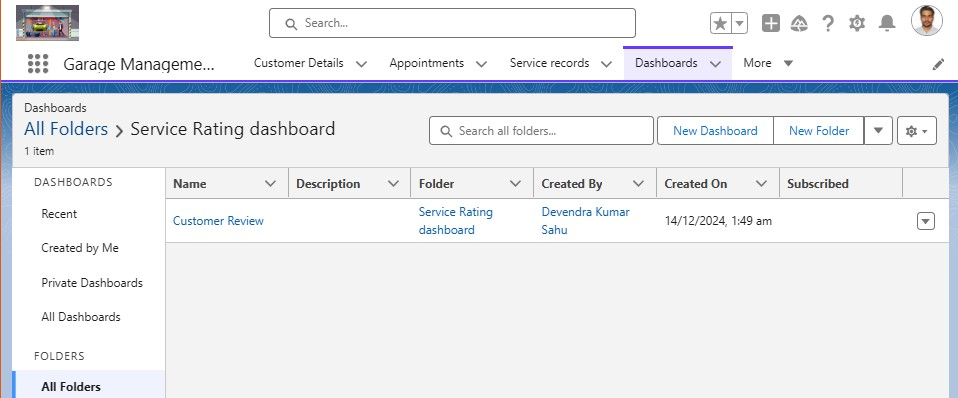 Search...
Garage Manageme...
Customer Details
Appointments
Service records
Dashboards
More
Dashboards
All Folders > Service Rating dashboard
1 item
Search all folders...
New Dashboard
New Folder
DASHBOARDS
Recent
Created by Me
Private Dashboards
All Dashboards
FOLDERS
All Folders
Name
Description
Folder
Created By
Created On
Subscribed
Customer Review
Service Rating
dashboard
Devendra Kumar
Sahu
14/12/2024, 1:49 am